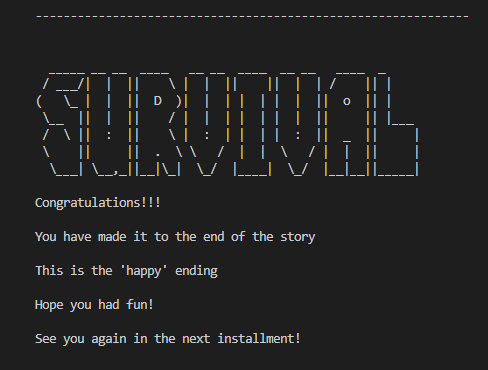 SURVIVAL
Congratulations!!!
You have made it to the end of the story
This is the 'happy' ending
Hope you had fun!
See you again in the next installment!